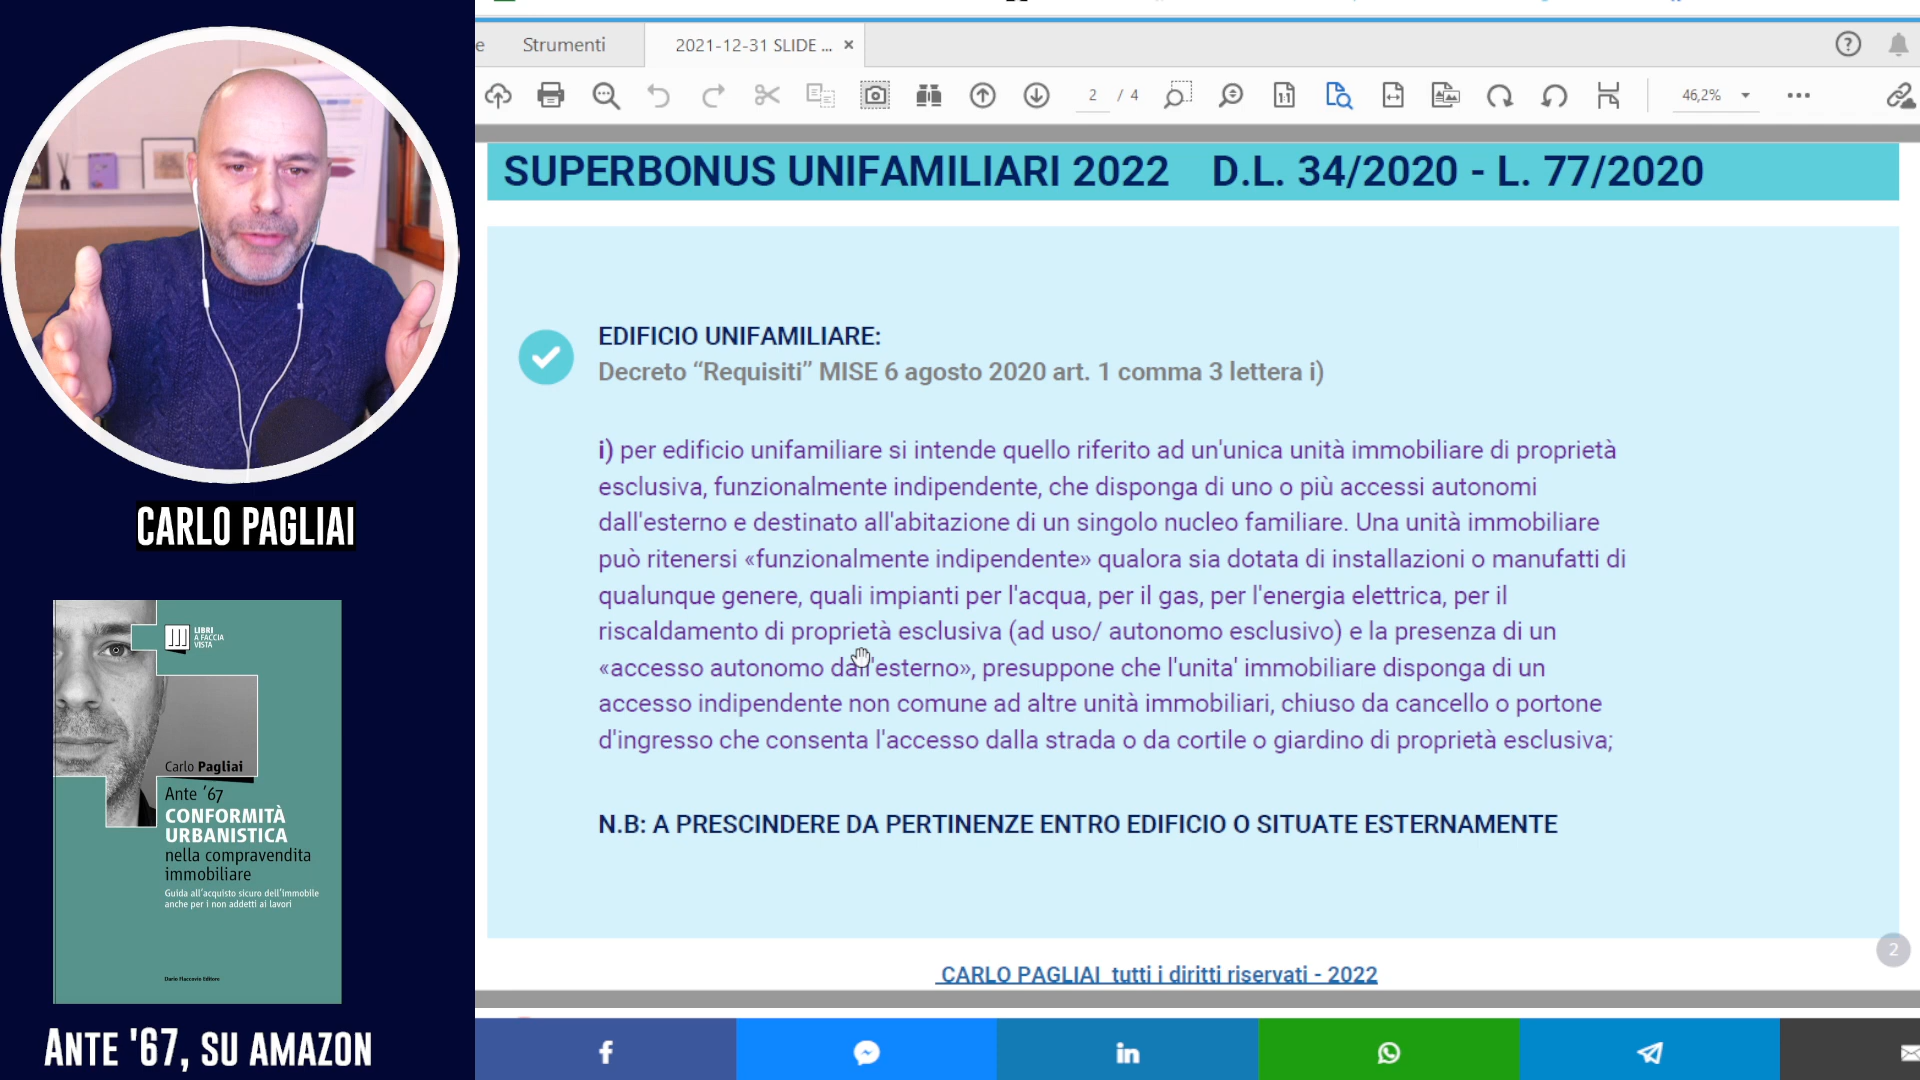 e
Strumenti
2021-12-31 SLIDE ...
2 / 4
46,2%
SUPERBONUS UNIFAMILIARI 2022 D.L. 34/2020 - L. 77/2020
EDIFICIO UNIFAMILIARE:
Decreto “Requisiti” MISE 6 agosto 2020 art. 1 comma 3 lettera i)
i) per edificio unifamiliare si intende quello riferito ad un'unica unità immobiliare di proprietà
esclusiva, funzionalmente indipendente, che disponga di uno o più accessi autonomi
dall'esterno e destinato all'abitazione di un singolo nucleo familiare. Una unità immobiliare
può ritenersi «funzionalmente indipendente» qualora sia dotata di installazioni o manufatti di
qualunque genere, quali impianti per l'acqua, per il gas, per l'energia elettrica, per il
riscaldamento di proprietà esclusiva (ad uso/ autonomo esclusivo) e la presenza di un
«accesso autonomo dall'esterno», presuppone che l'unita' immobiliare disponga di un
accesso indipendente non comune ad altre unità immobiliari, chiuso da cancello o portone
d'ingresso che consenta l'accesso dalla strada o da cortile o giardino di proprietà esclusiva;
N.B: A PRESCINDERE DA PERTINENZE ENTRO EDIFICIO O SITUATE ESTERNAMENTE
2
CARLO PAGLIAI tutti i diritti riservati - 2022
CARLO PAGLIAI
LIBRI
A FACCIA
VISTA
Carlo Pagliai
Ante '67
CONFORMITÀ
URBANISTICA
nella compravendita
immobiliare
Guida all'acquisto sicuro dell'immobile
anche per i non addetti ai lavori
Dario Flaccovio Editore
ANTE '67, SU AMAZON